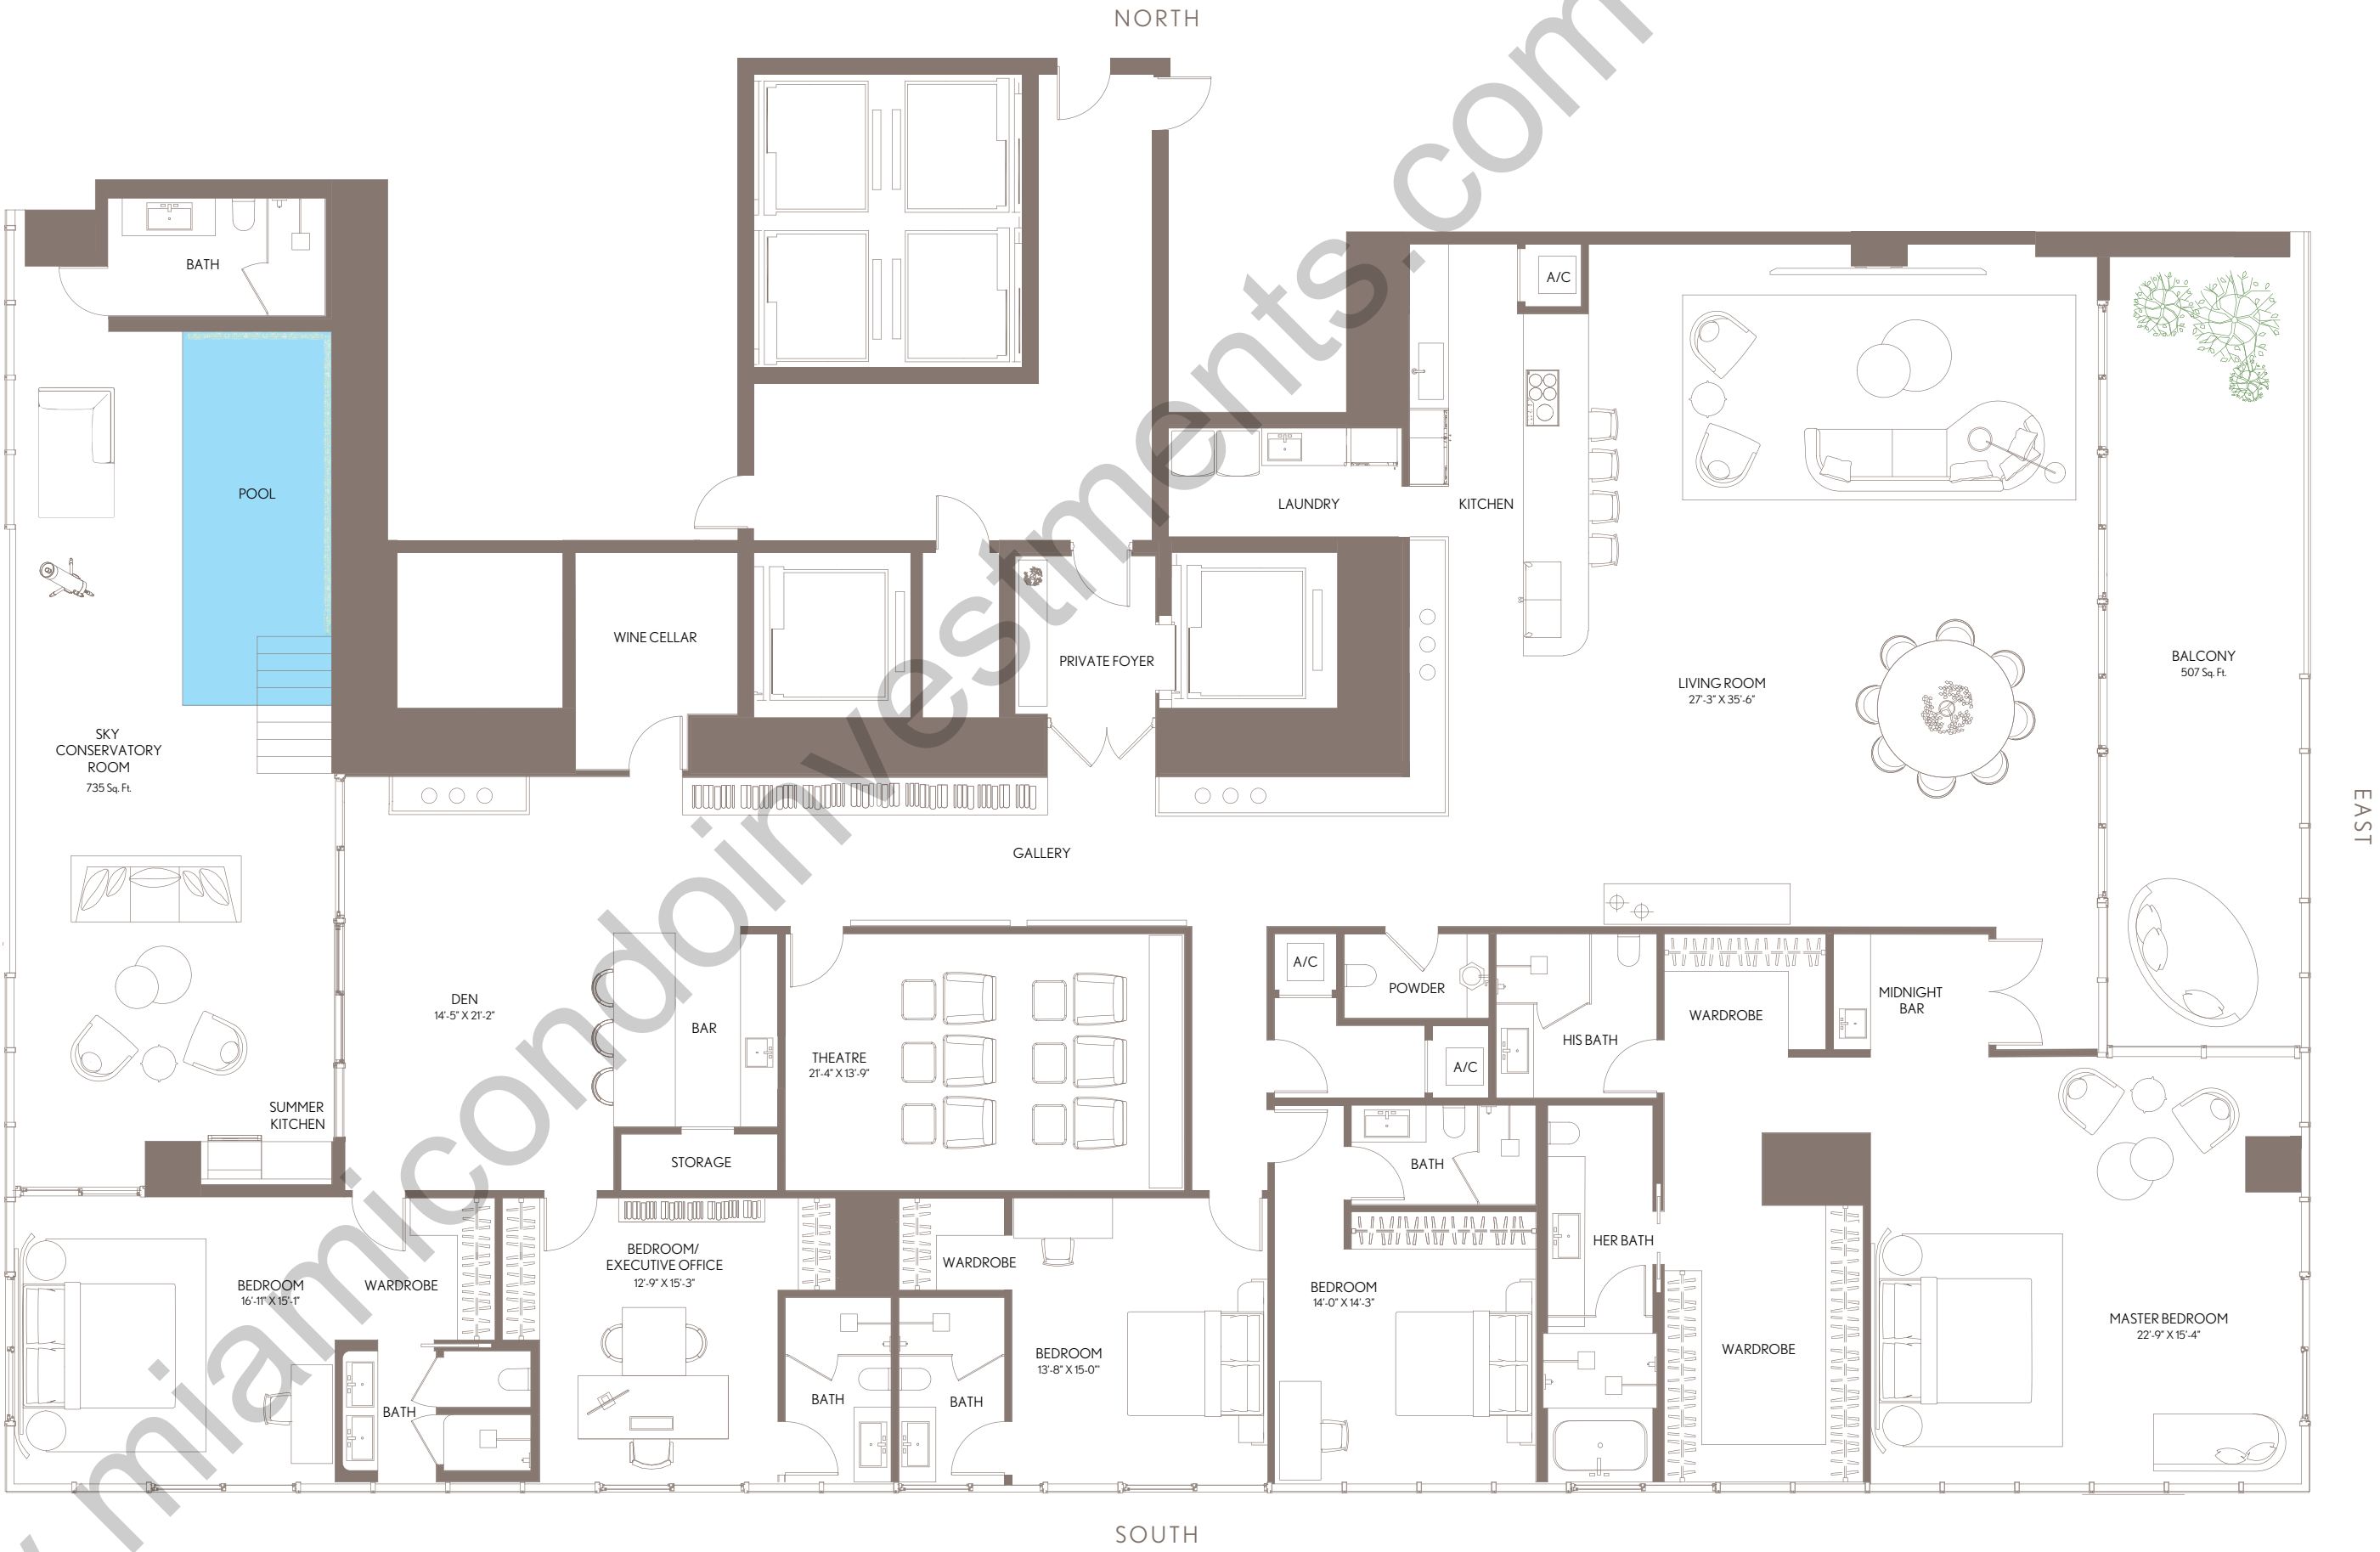 NORTH
BATH
A/C
POOL
LAUNDRY
KITCHEN
WINE CELLAR
PRIVATE FOYER
LIVING ROOM
27'-3" X 35'-6"
BALCONY
507 Sq. Ft.
SKY
CONSERVATORY
ROOM
735 Sq. Ft.
EAST
GALLERY
DEN
14'-5" X 21'-2"
BAR
THEATRE
21'-4" X 13'-9"
A/C
POWDER
HIS BATH
A/C
WARDROBE
MIDNIGHT
BAR
SUMMER
KITCHEN
STORAGE
BATH
BEDROOM
16'-11" X 15'-1"
WARDROBE
BEDROOM/
EXECUTIVE OFFICE
12'-9" X 15'-3"
WARDROBE
BEDROOM
13'-8" X 15-0"'
BEDROOM
14'-0" X 14'-3"
HER BATH
WARDROBE
MASTER BEDROOM
22'-9" X 15'-4"
BATH
BATH
BATH
SOUTH
.miamicondoinvestments.com